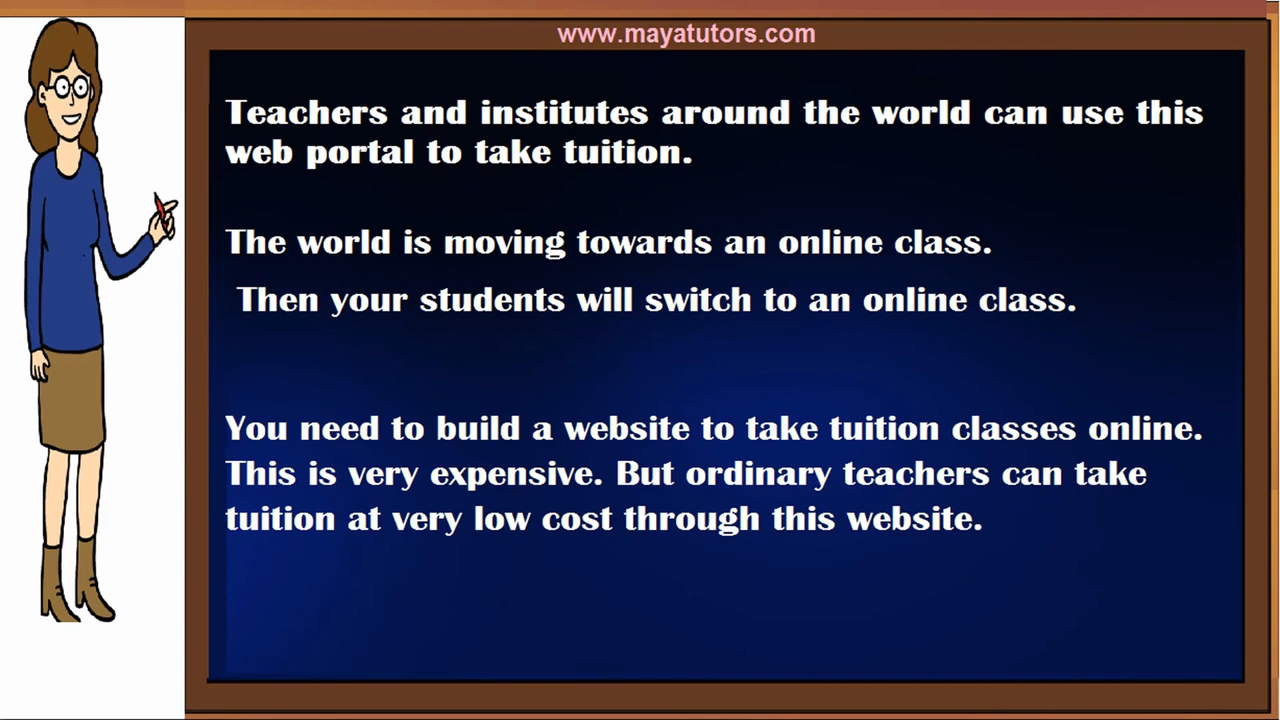 www.mayatutors.com
Teachers and institutes around the world can use this
web portal to take tuition.
The world is moving towards an online class.
Then your students will switch to an online class.
You need to build a website to take tuition classes online.
This is very expensive. But ordinary teachers can take
tuition at very low cost through this website.